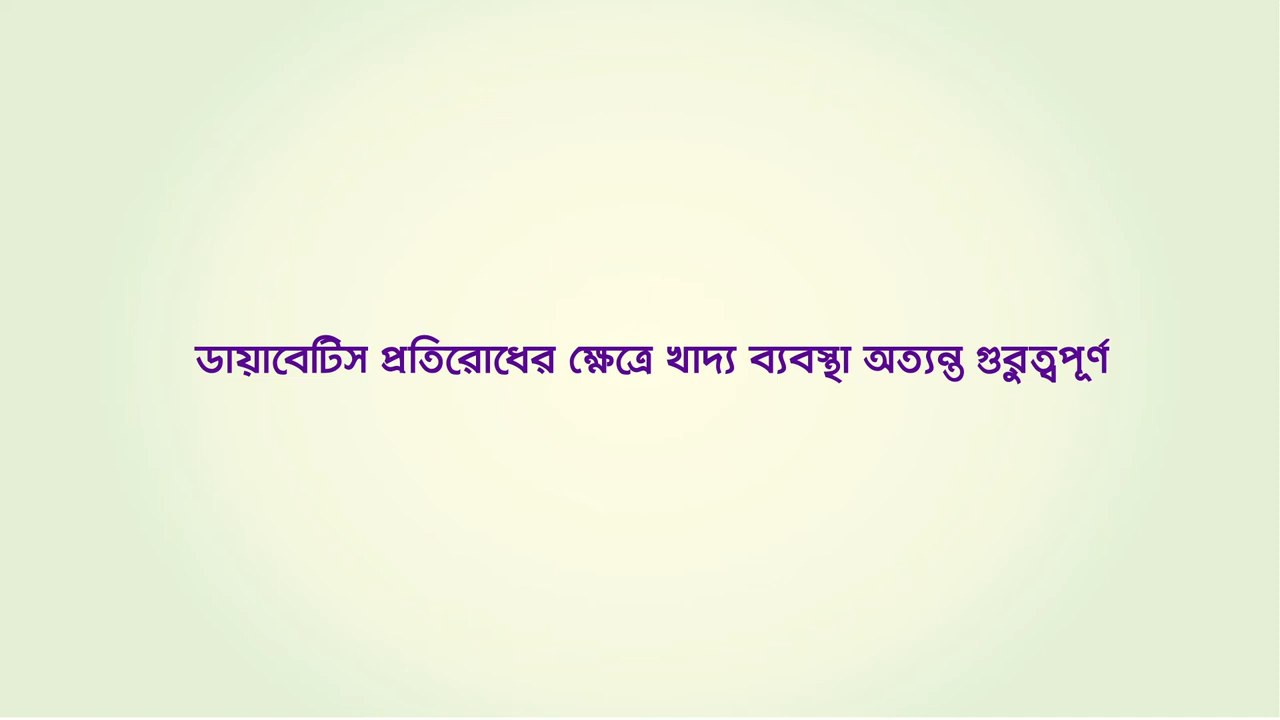 ডায়াবেটিস প্রতিরোধের ক্ষেত্রে খাদ্য ব্যবস্থা অত্যন্ত গুরুত্বপূর্ণ